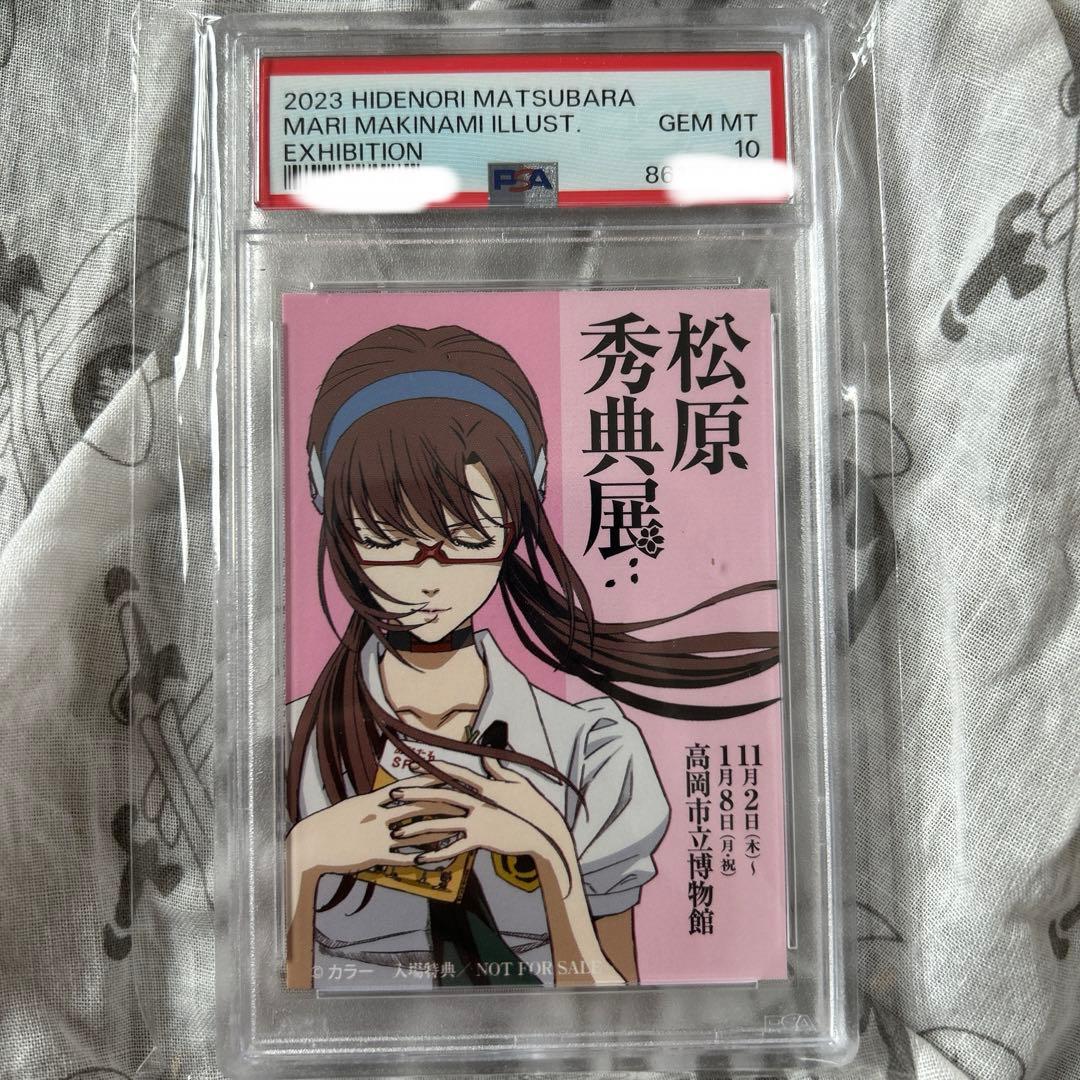 2023 HIDENORI MATSUBARA
MARI MAKINAMI ILLUST.
EXHIBITION
GEM MT
10
PSA
86
松原
秀典展
11月2日(木)～
1月8日(月・祝)
高岡市立博物館
© カラー 入場特典/NOT FOR SALE
PSA